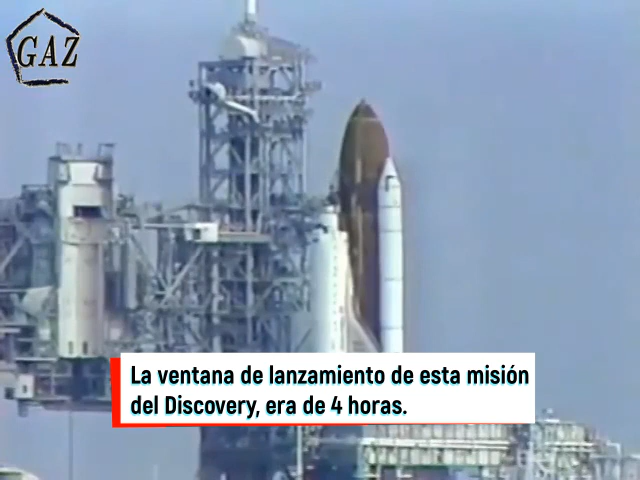 GAZ
La ventana de lanzamiento de esta misión
del Discovery, era de 4 horas.